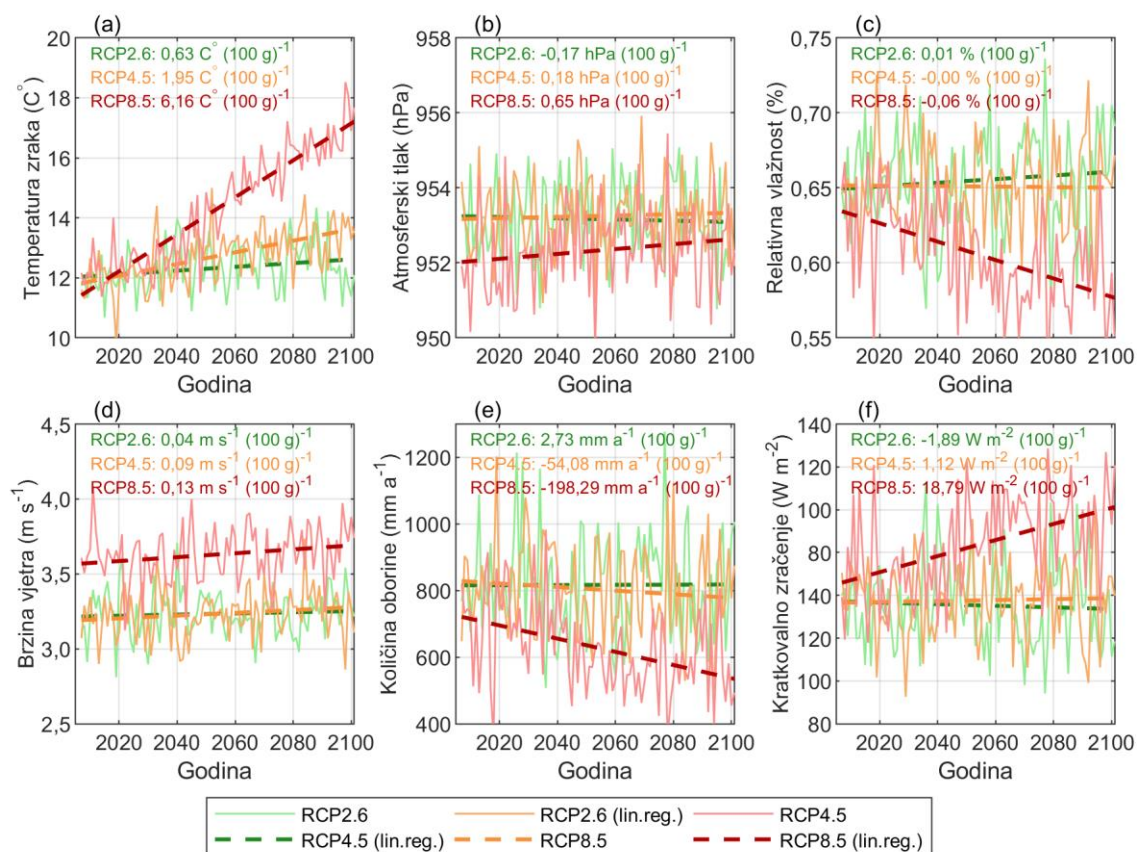 (a)
RCP2.6: 0,63 C° (100 g)⁻¹
RCP4.5: 1,95 C° (100 g)⁻¹
RCP8.5: 6,16 C° (100 g)⁻¹
Temperatura zraka (C°)
20
18
16
14
12
10
2020 2040 2060 2080 2100
Godina
(b)
RCP2.6: -0,17 hPa (100 g)⁻¹
RCP4.5: 0,18 hPa (100 g)⁻¹
RCP8.5: 0,65 hPa (100 g)⁻¹
Atmosferski tlak (hPa)
958
956
954
952
950
2020 2040 2060 2080 2100
Godina
(c)
RCP2.6: 0,01 % (100 g)⁻¹
RCP4.5: -0,00 % (100 g)⁻¹
RCP8.5: -0,06 % (100 g)⁻¹
Relativna vlažnost (%)
0,75
0,70
0,65
0,60
0,55
2020 2040 2060 2080 2100
Godina
(d)
RCP2.6: 0,04 m s⁻¹ (100 g)⁻¹
RCP4.5: 0,09 m s⁻¹ (100 g)⁻¹
RCP8.5: 0,13 m s⁻¹ (100 g)⁻¹
Brzina vjetra (m s⁻¹)
4,5
4,0
3,5
3,0
2,5
2020 2040 2060 2080 2100
Godina
(e)
RCP2.6: 2,73 mm a⁻¹ (100 g)⁻¹
RCP4.5: -54,08 mm a⁻¹ (100 g)⁻¹
RCP8.5: -198,29 mm a⁻¹ (100 g)⁻¹
Količina oborine (mm a⁻¹)
1200
1000
800
600
400
2020 2040 2060 2080 2100
Godina
(f)
RCP2.6: -1,89 W m⁻² (100 g)⁻¹
RCP4.5: 1,12 W m⁻² (100 g)⁻¹
RCP8.5: 18,79 W m⁻² (100 g)⁻¹
Kratkovalno zračenje (W m⁻²)
140
120
100
80
140
120
100
80
2020 2040 2060 2080 2100
Godina
RCP2.6 RCP2.6 (lin.reg.) RCP4.5
RCP4.5 (lin.reg.) RCP8.5 RCP8.5 (lin.reg.)